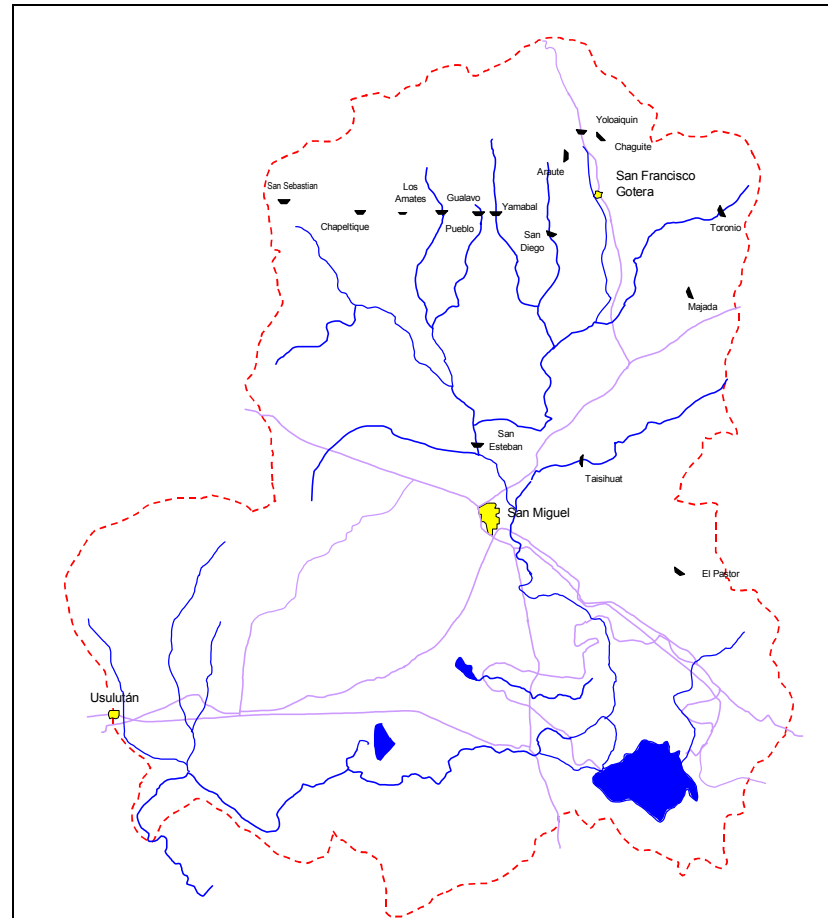 Yoloaiquin
Chaguite
Araute
San Francisco
Gotera
San Sebastian
Los
Amates
Gualavo
Chapeltique
Pueblo
Yamabal
San
Diego
Toronio
Majada
San
Esteban
Taisihuat
San Miguel
El Pastor
Usulután